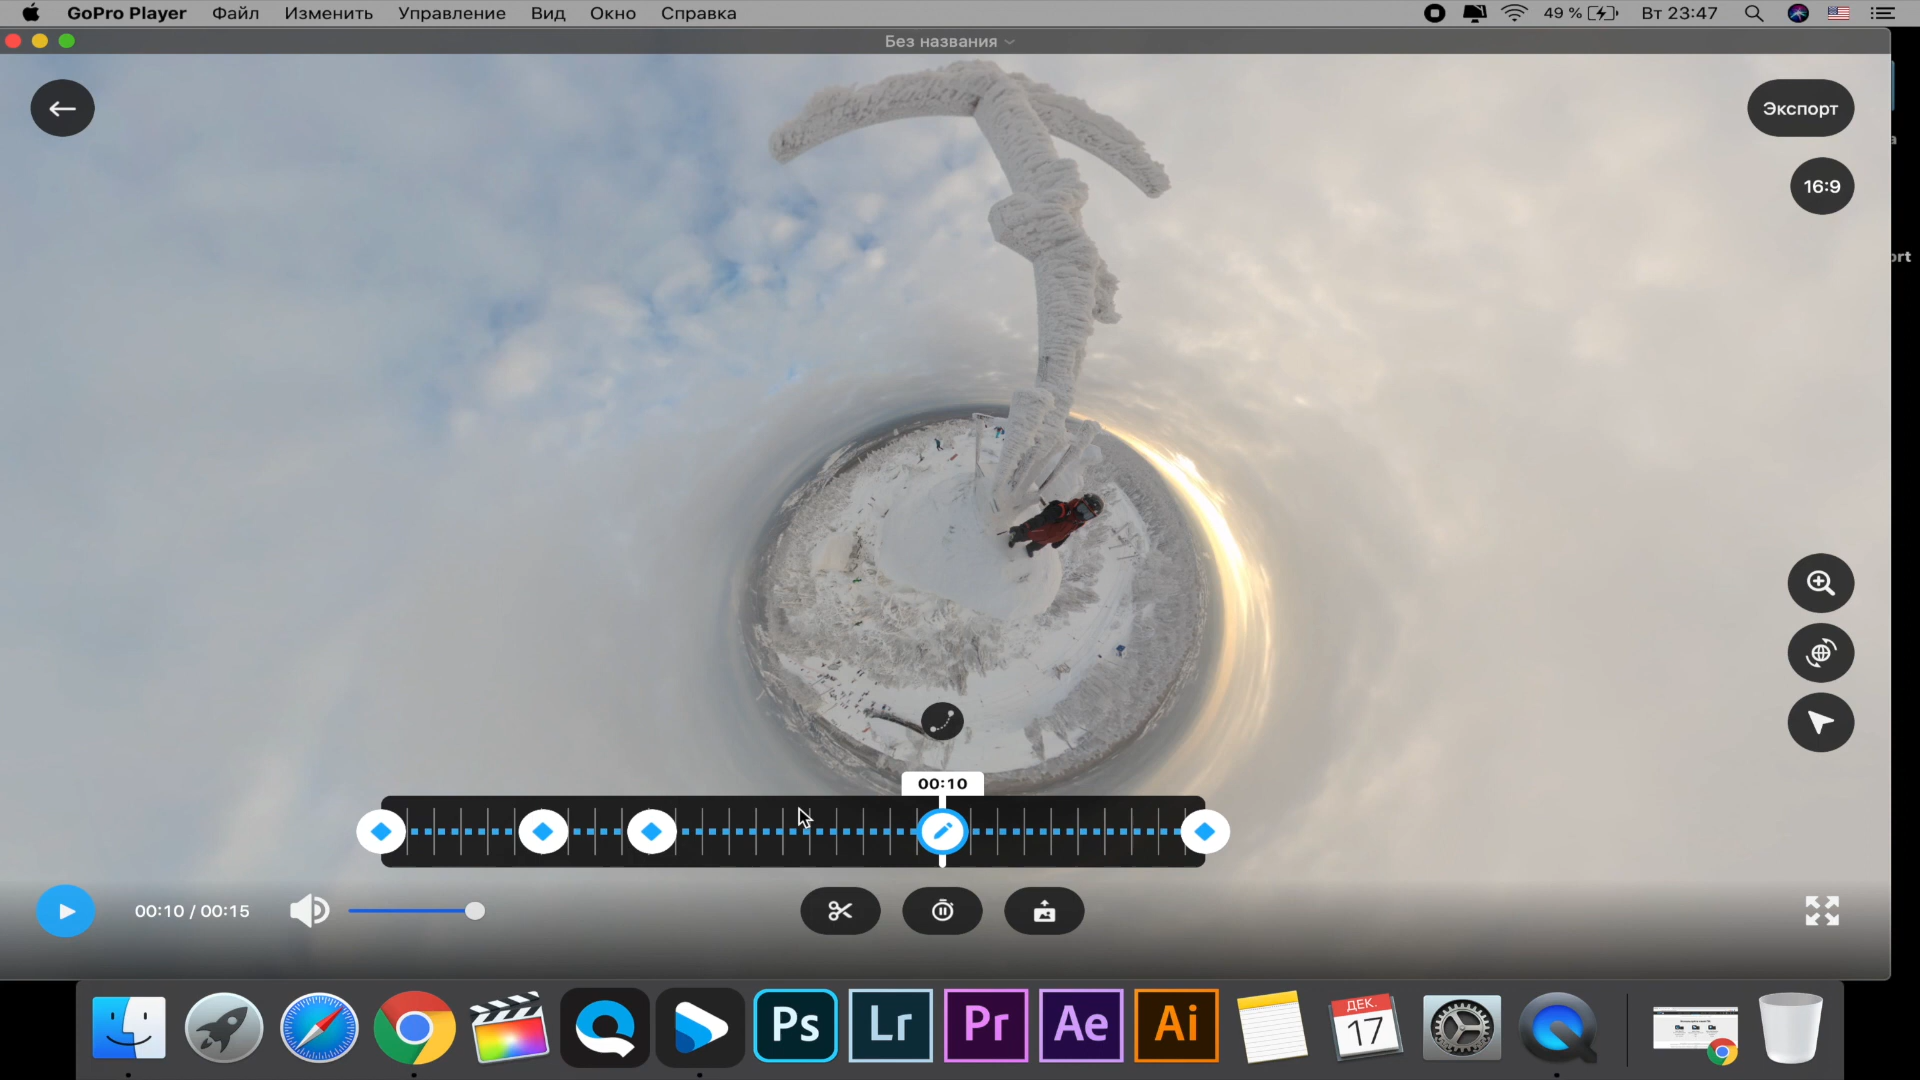 GoPro Player Файл Изменить Управление Вид Окно Справка 49 % Вт 23:47
Без названия
Экспорт
16:9
ort
00:10
00:10 / 00:15
Ps Lr Pr Ae Ai
ДЕК.
17